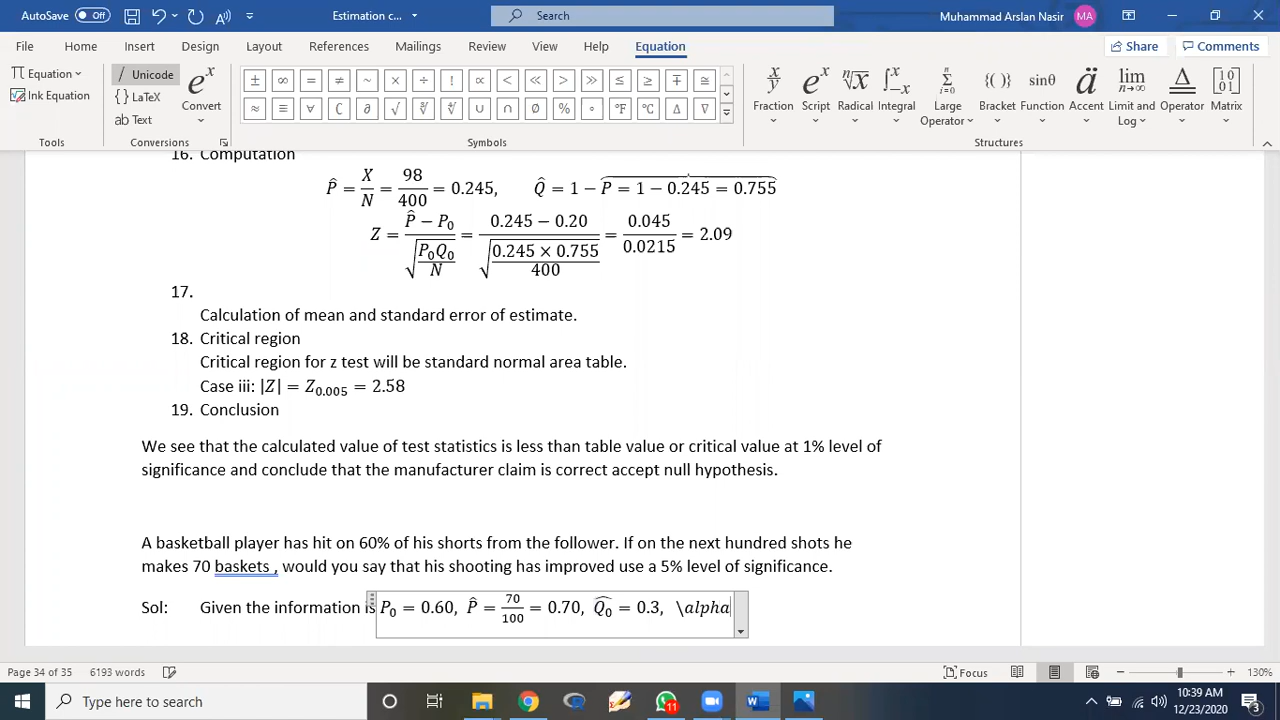 AutoSave Off Estimation c... Search Muhammad Arslan Nasir MA
File Home Insert Design Layout References Mailings Review View Help Equation Share Comments
π Equation Unicode
Ink Equation LaTeX
ab Text
e^x Convert
± ∞ = ≠ ~ × ÷ ! ∝ < ≪ > ≫ ≤ ≥ ∓ ≅
≈ ≡ ∀ ∁ ∂ √ ∛ ∜ ∪ ∩ ∅ % ° °F °C ∆ ∇
Fraction Script Radical Integral Large Operator Bracket Function Accent Limit and Log Operator Matrix
Tools Conversions Symbols Structures
16. Computation
P̂ = X/N = 98/400 = 0.245, Q̂ = 1 − P = 1 − 0.245 = 0.755
Z = (P̂ − P₀)/√(P₀Q₀/N) = (0.245 − 0.20)/√((0.245 × 0.755)/400) = 0.045/0.0215 = 2.09
17.
Calculation of mean and standard error of estimate.
18. Critical region
Critical region for z test will be standard normal area table.
Case iii: |Z| = Z₀.₀₀₅ = 2.58
19. Conclusion
We see that the calculated value of test statistics is less than table value or critical value at 1% level of
significance and conclude that the manufacturer claim is correct accept null hypothesis.
A basketball player has hit on 60% of his shorts from the follower. If on the next hundred shots he
makes 70 baskets , would you say that his shooting has improved use a 5% level of significance.
Sol: Given the information is P₀ = 0.60, P̂ = 70/100 = 0.70, Q̂₀ = 0.3, \alpha
Page 34 of 35 6193 words Focus 130%
Type here to search 11 10:39 AM
12/23/2020 3